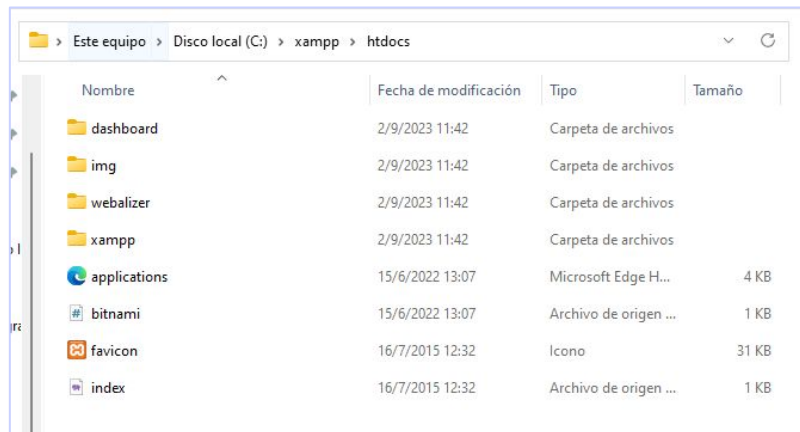 Este equipo > Disco local (C:) > xampp > htdocs
Nombre Fecha de modificación Tipo Tamaño
dashboard 2/9/2023 11:42 Carpeta de archivos
img 2/9/2023 11:42 Carpeta de archivos
webalizer 2/9/2023 11:42 Carpeta de archivos
xampp 2/9/2023 11:42 Carpeta de archivos
applications 15/6/2022 13:07 Microsoft Edge H... 4 KB
bitnami 15/6/2022 13:07 Archivo de origen ... 1 KB
favicon 16/7/2015 12:32 Icono 31 KB
index 16/7/2015 12:32 Archivo de origen ... 1 KB